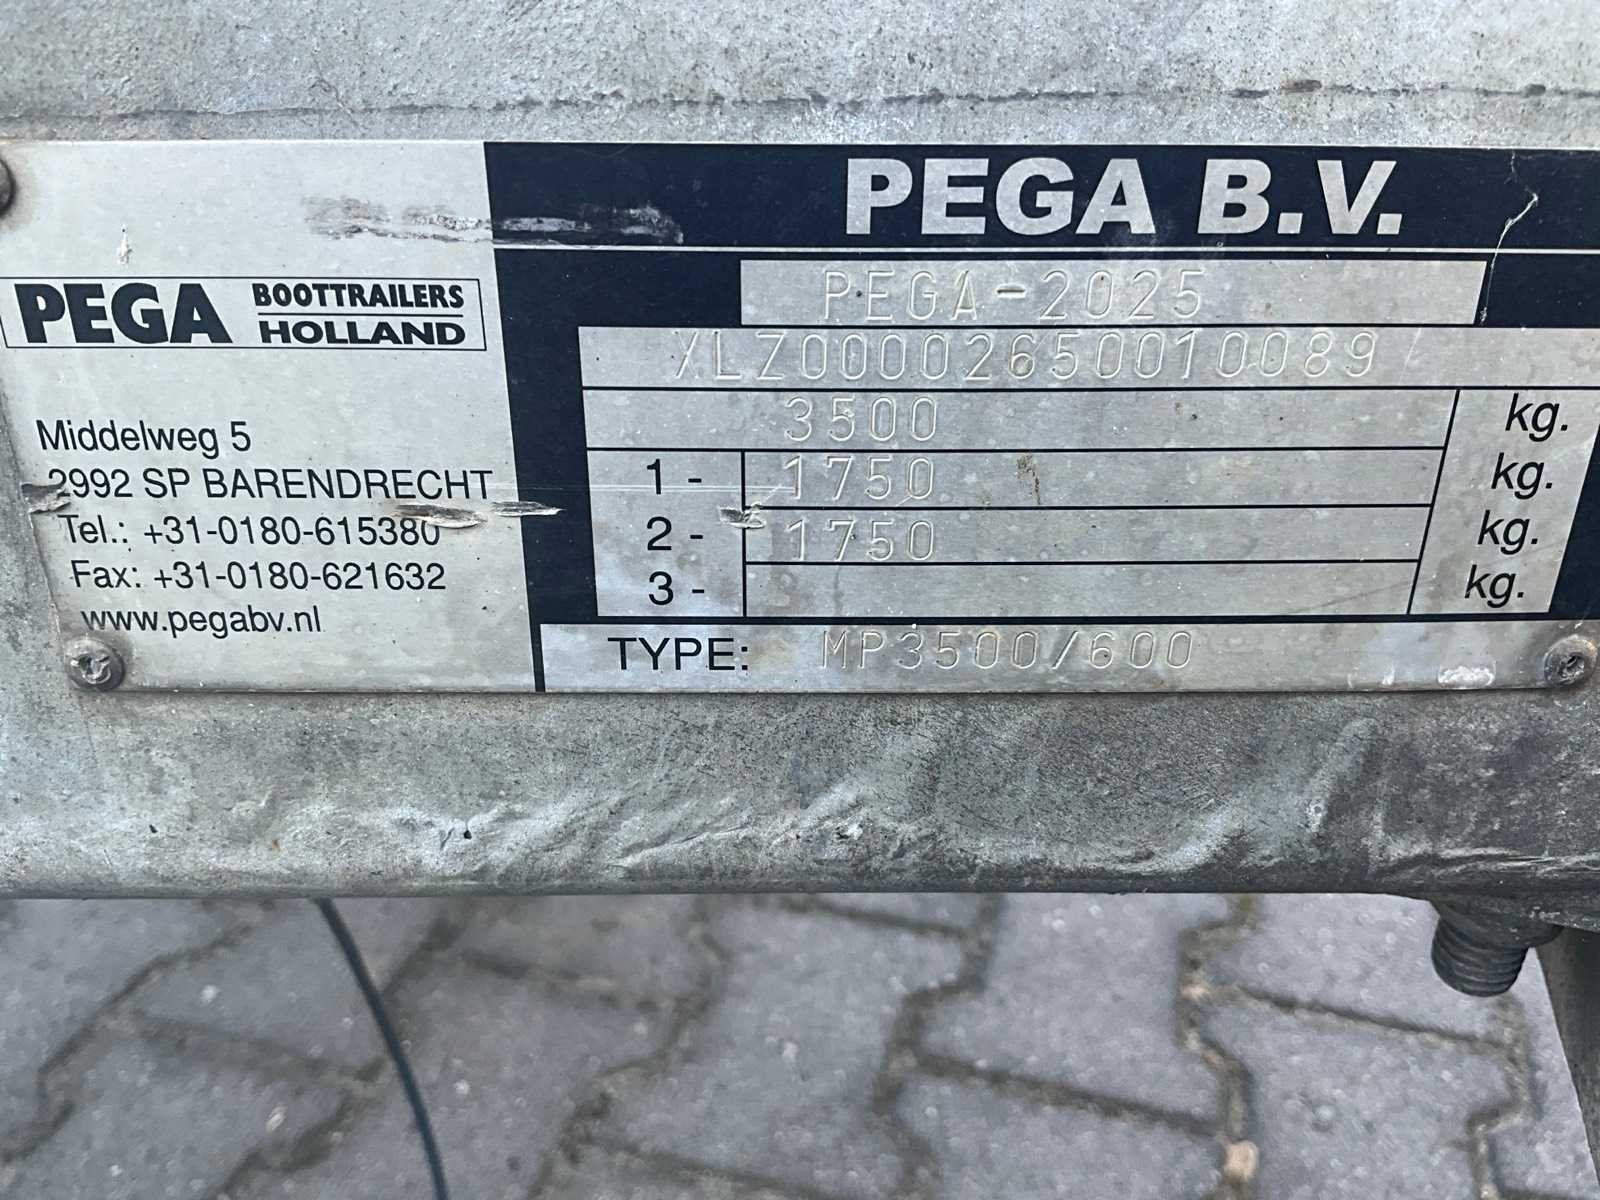 PEGA B.V.
PEGA BOOTTRAILERS
HOLLAND
Middelweg 5
2992 SP BARENDRECHT
Tel.: +31-0180-615380
Fax: +31-0180-621632
www.pegabv.nl
PEGA-2025
XLZ00002650010089
3500 kg.
1 - 1750 kg.
2 - 1750 kg.
3 - kg.
TYPE: MP3500/600